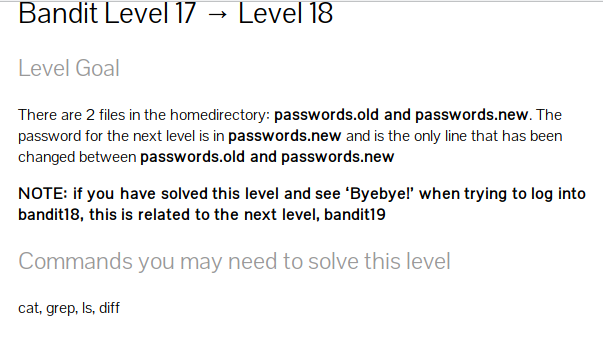 Bandit Level 17 → Level 18
Level Goal
There are 2 files in the homedirectory: passwords.old and passwords.new. The
password for the next level is in passwords.new and is the only line that has been
changed between passwords.old and passwords.new
NOTE: if you have solved this level and see ‘Byebye!’ when trying to log into
bandit18, this is related to the next level, bandit19
Commands you may need to solve this level
cat, grep, ls, diff